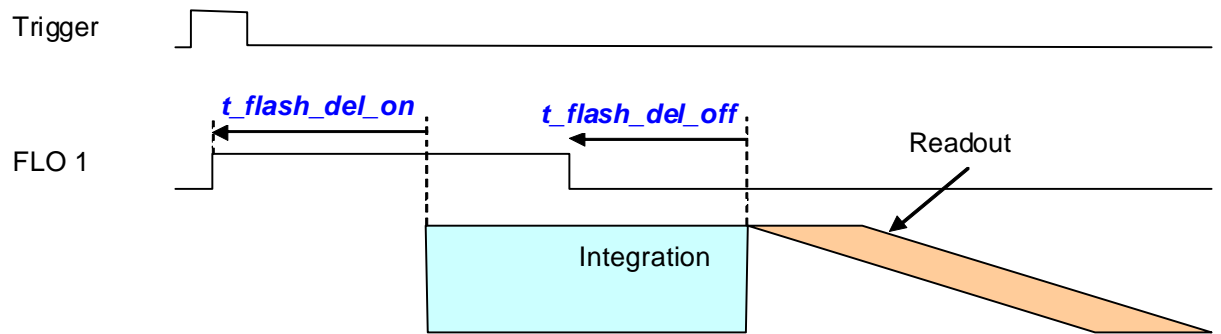 Trigger
t_flash_del_on
t_flash_del_off
Readout
FLO 1
Integration